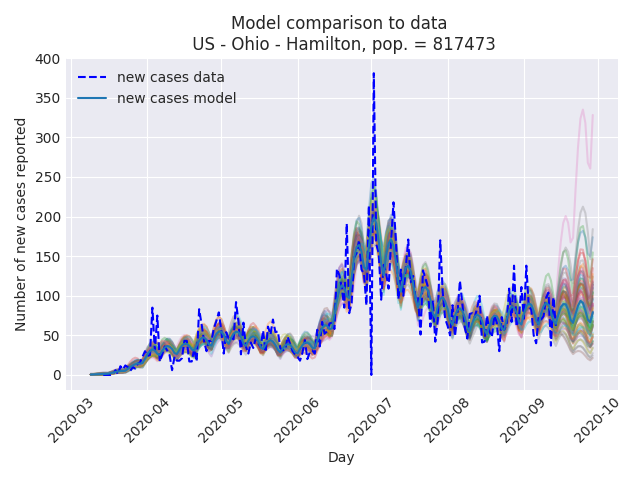 Model comparison to data
US - Ohio - Hamilton, pop. = 817473
new cases data
new cases model
Number of new cases reported
400
350
300
250
200
150
100
50
0
2020-03
2020-04
2020-05
2020-06
2020-07
2020-08
2020-09
2020-10
Day